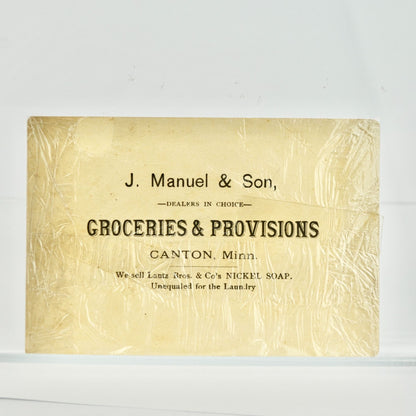 J. Manuel & Son,
—DEALERS IN CHOICE—
GROCERIES & PROVISIONS
CANTON, Minn.
We sell Lautz Bros. & Co's NICKEL SOAP.
Unequaled for the Laundry